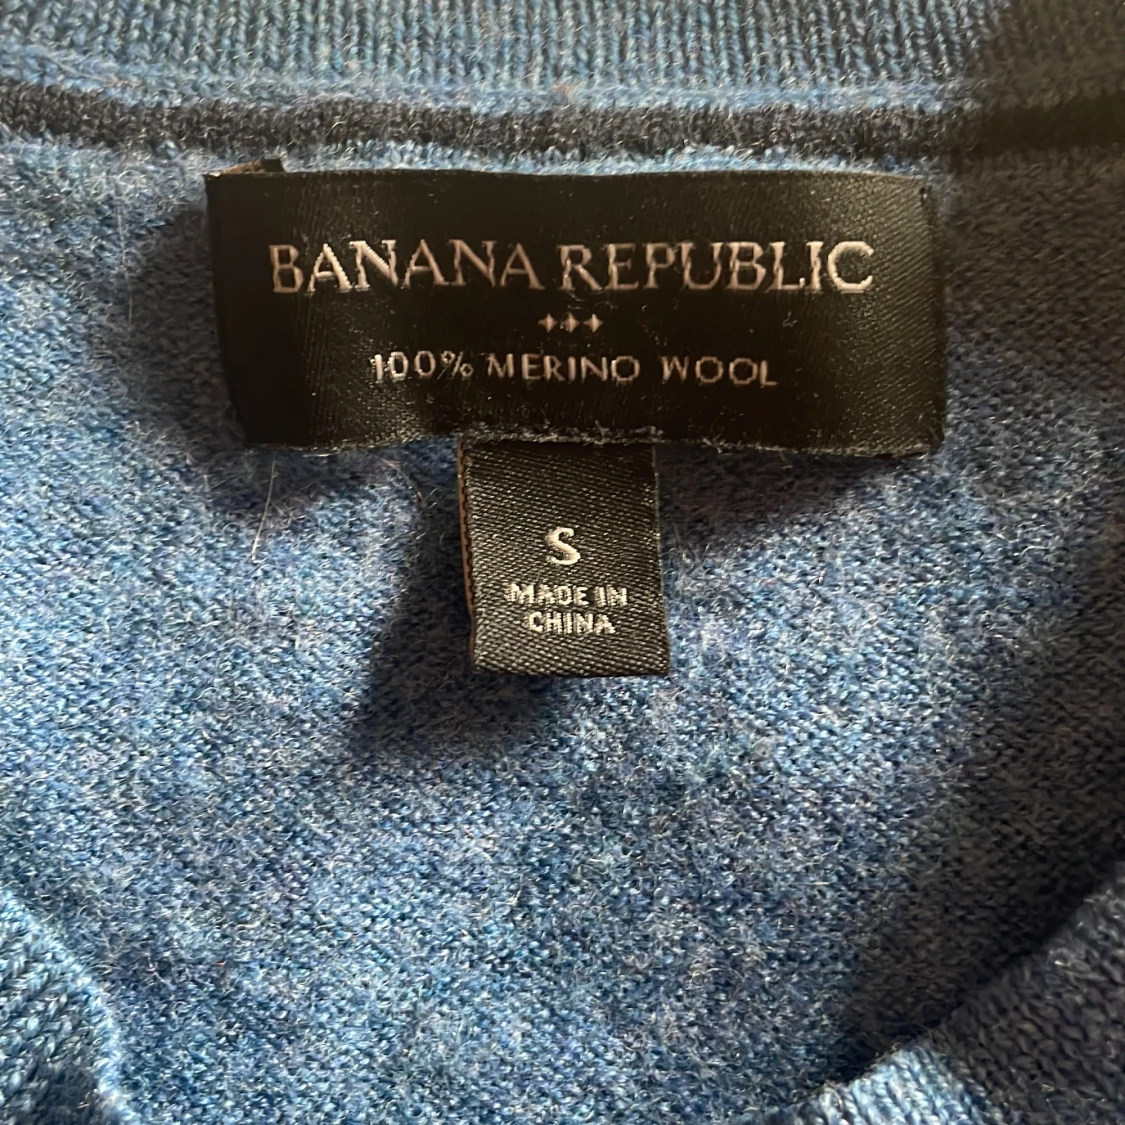 BANANA REPUBLIC
100% MERINO WOOL
S
MADE IN
CHINA